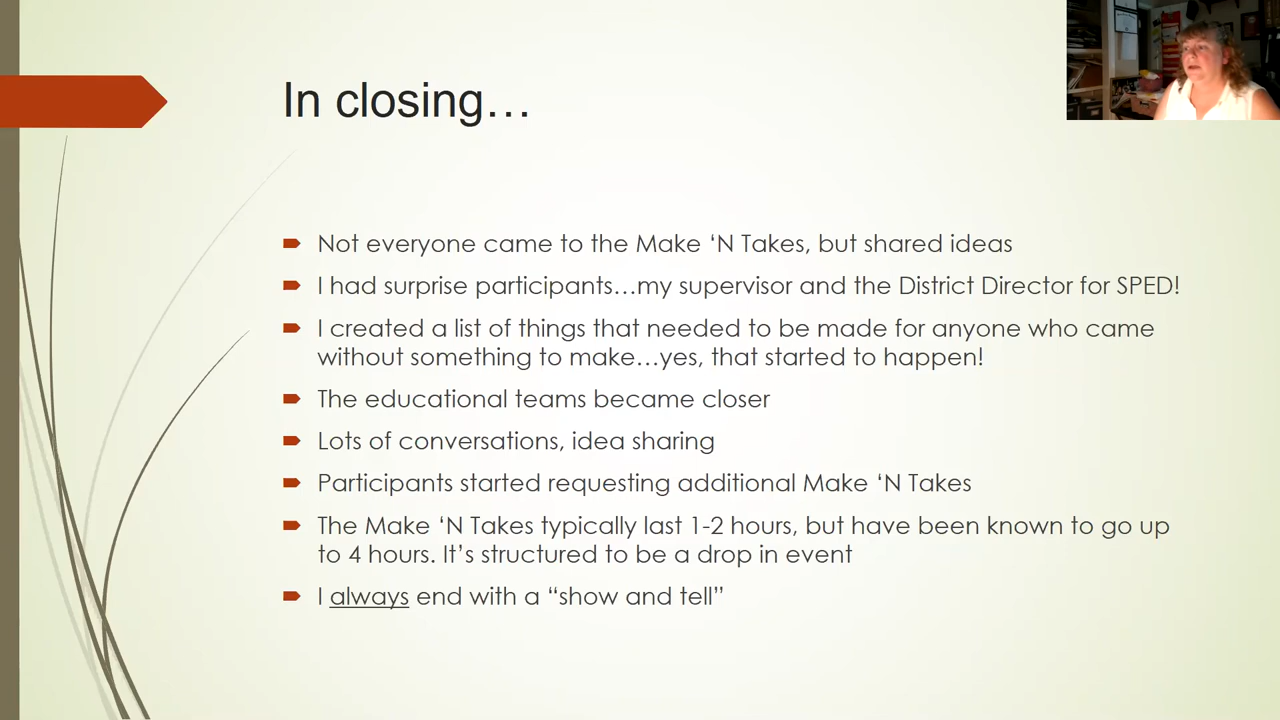 In closing…
Not everyone came to the Make ‘N Takes, but shared ideas
I had surprise participants…my supervisor and the District Director for SPED!
I created a list of things that needed to be made for anyone who came
without something to make…yes, that started to happen!
The educational teams became closer
Lots of conversations, idea sharing
Participants started requesting additional Make ‘N Takes
The Make ‘N Takes typically last 1-2 hours, but have been known to go up
to 4 hours. It’s structured to be a drop in event
I always end with a “show and tell”